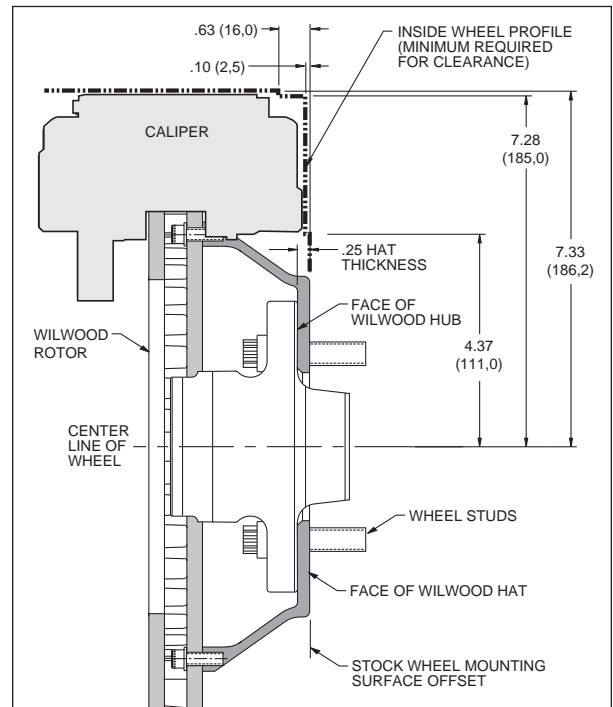 .63 (16,0)
.10 (2,5)
INSIDE WHEEL PROFILE
(MINIMUM REQUIRED
FOR CLEARANCE)
CALIPER
7.28
(185,0)
7.33
(186,2)
.25 HAT
THICKNESS
4.37
(111,0)
FACE OF
WILWOOD HUB
WILWOOD
ROTOR
CENTER
LINE OF
WHEEL
WHEEL STUDS
FACE OF WILWOOD HAT
STOCK WHEEL MOUNTING
SURFACE OFFSET